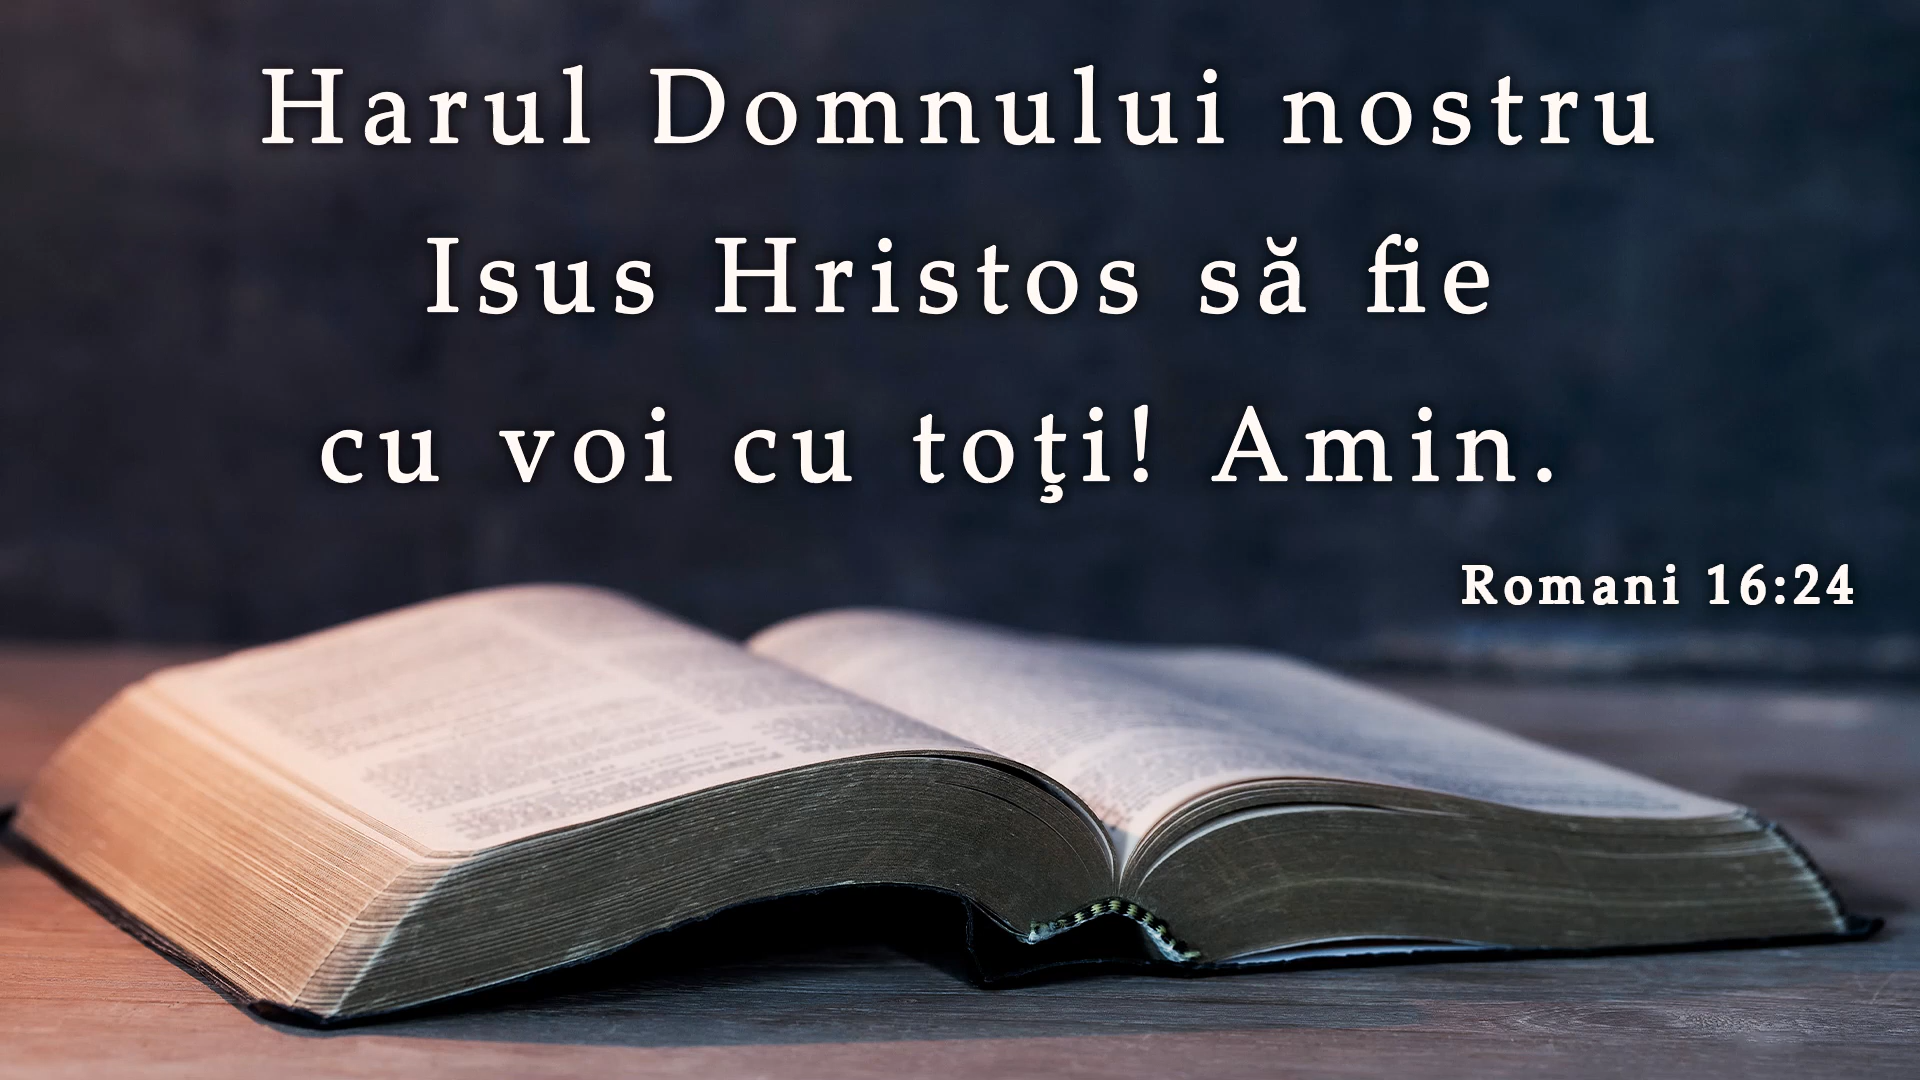 Harul Domnului nostru
Isus Hristos să fie
cu voi cu toţi! Amin.
Romani 16:24